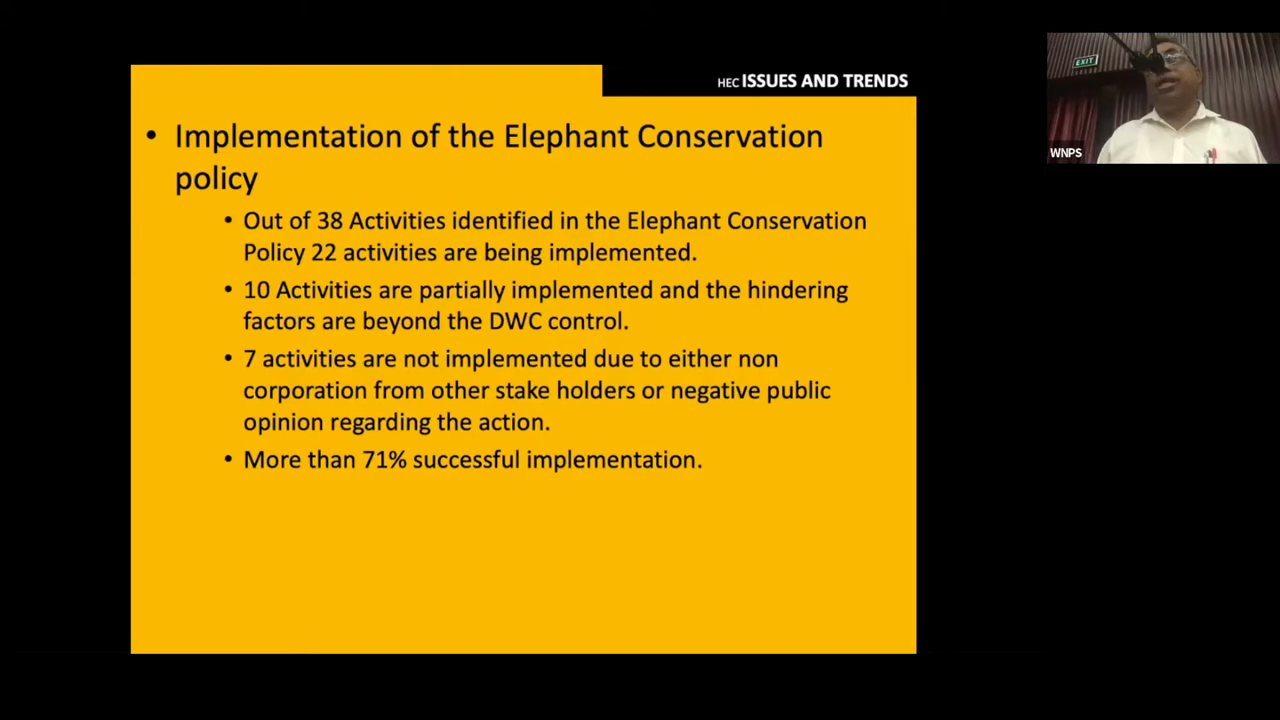 HEC ISSUES AND TRENDS
EXIT
WNPS
• Implementation of the Elephant Conservation
policy
• Out of 38 Activities identified in the Elephant Conservation
Policy 22 activities are being implemented.
• 10 Activities are partially implemented and the hindering
factors are beyond the DWC control.
• 7 activities are not implemented due to either non
corporation from other stake holders or negative public
opinion regarding the action.
• More than 71% successful implementation.